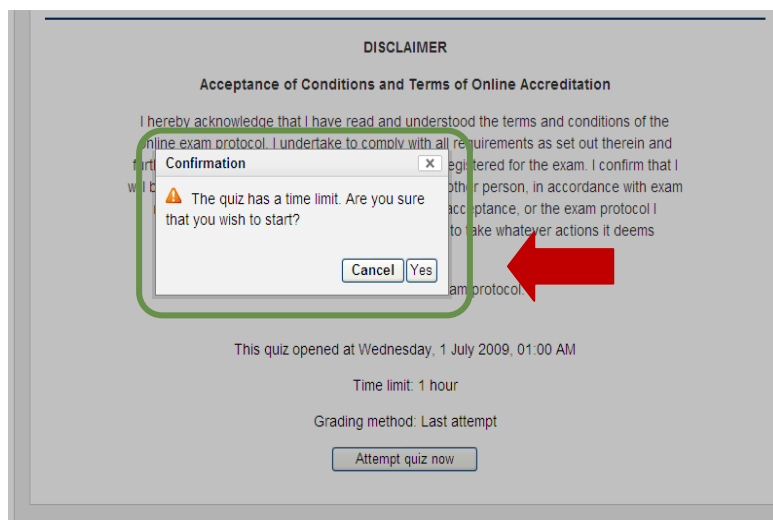 DISCLAIMER
Acceptance of Conditions and Terms of Online Accreditation
I hereby acknowledge that I have read and understood the terms and conditions of the
online exam protocol. I undertake to comply with all requirements as set out therein and
registered for the exam. I confirm that I
other person, in accordance with exam
acceptance, or the exam protocol I
to take whatever actions it deems
protocol.
Confirmation
The quiz has a time limit. Are you sure
that you wish to start?
Cancel Yes
This quiz opened at Wednesday, 1 July 2009, 01:00 AM
Time limit: 1 hour
Grading method: Last attempt
Attempt quiz now